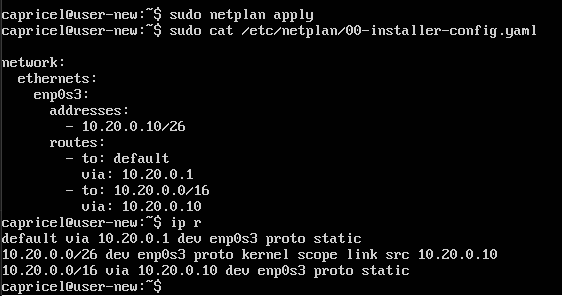 capricel@user-new:~$ sudo netplan apply
capricel@user-new:~$ sudo cat /etc/netplan/00-installer-config.yaml
network:
  ethernets:
    enp0s3:
      addresses:
        - 10.20.0.10/26
      routes:
        - to: default
          via: 10.20.0.1
        - to: 10.20.0.0/16
          via: 10.20.0.10
capricel@user-new:~$ ip r
default via 10.20.0.1 dev enp0s3 proto static
10.20.0.0/26 dev enp0s3 proto kernel scope link src 10.20.0.10
10.20.0.0/16 via 10.20.0.10 dev enp0s3 proto static
capricel@user-new:~$